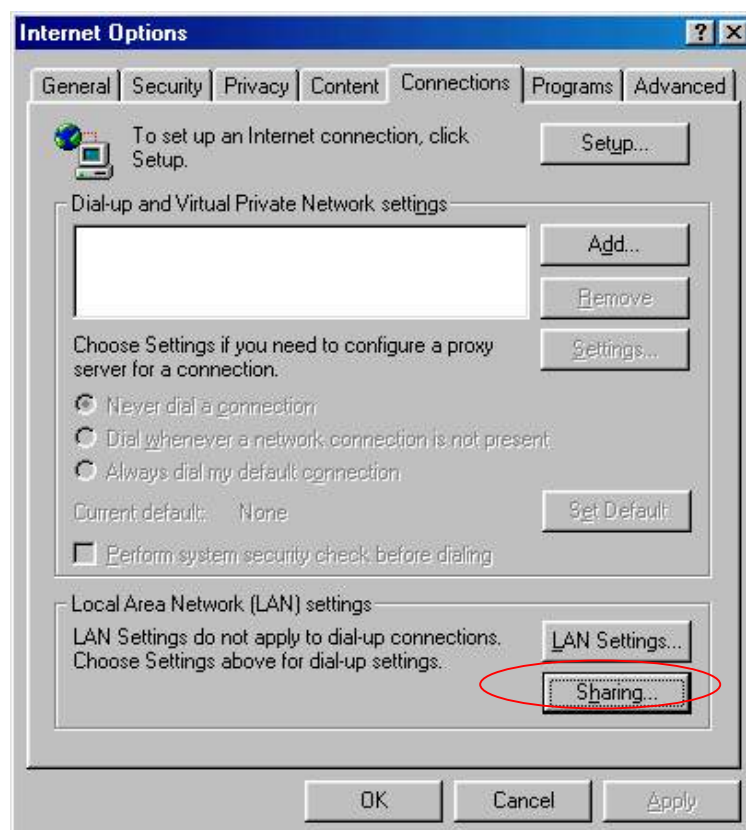 Internet Options
General Security Privacy Content Connections Programs Advanced
To set up an Internet connection, click
Setup.
Setup...
Dial-up and Virtual Private Network settings
Add...
Remove
Choose Settings if you need to configure a proxy
server for a connection.
Settings...
Never dial a connection
Dial whenever a network connection is not present
Always dial my default connection
Current default: None
Set Default
Perform system security check before dialing
Local Area Network (LAN) settings
LAN Settings do not apply to dial-up connections.
Choose Settings above for dial-up settings.
LAN Settings...
Sharing...
OK Cancel Apply